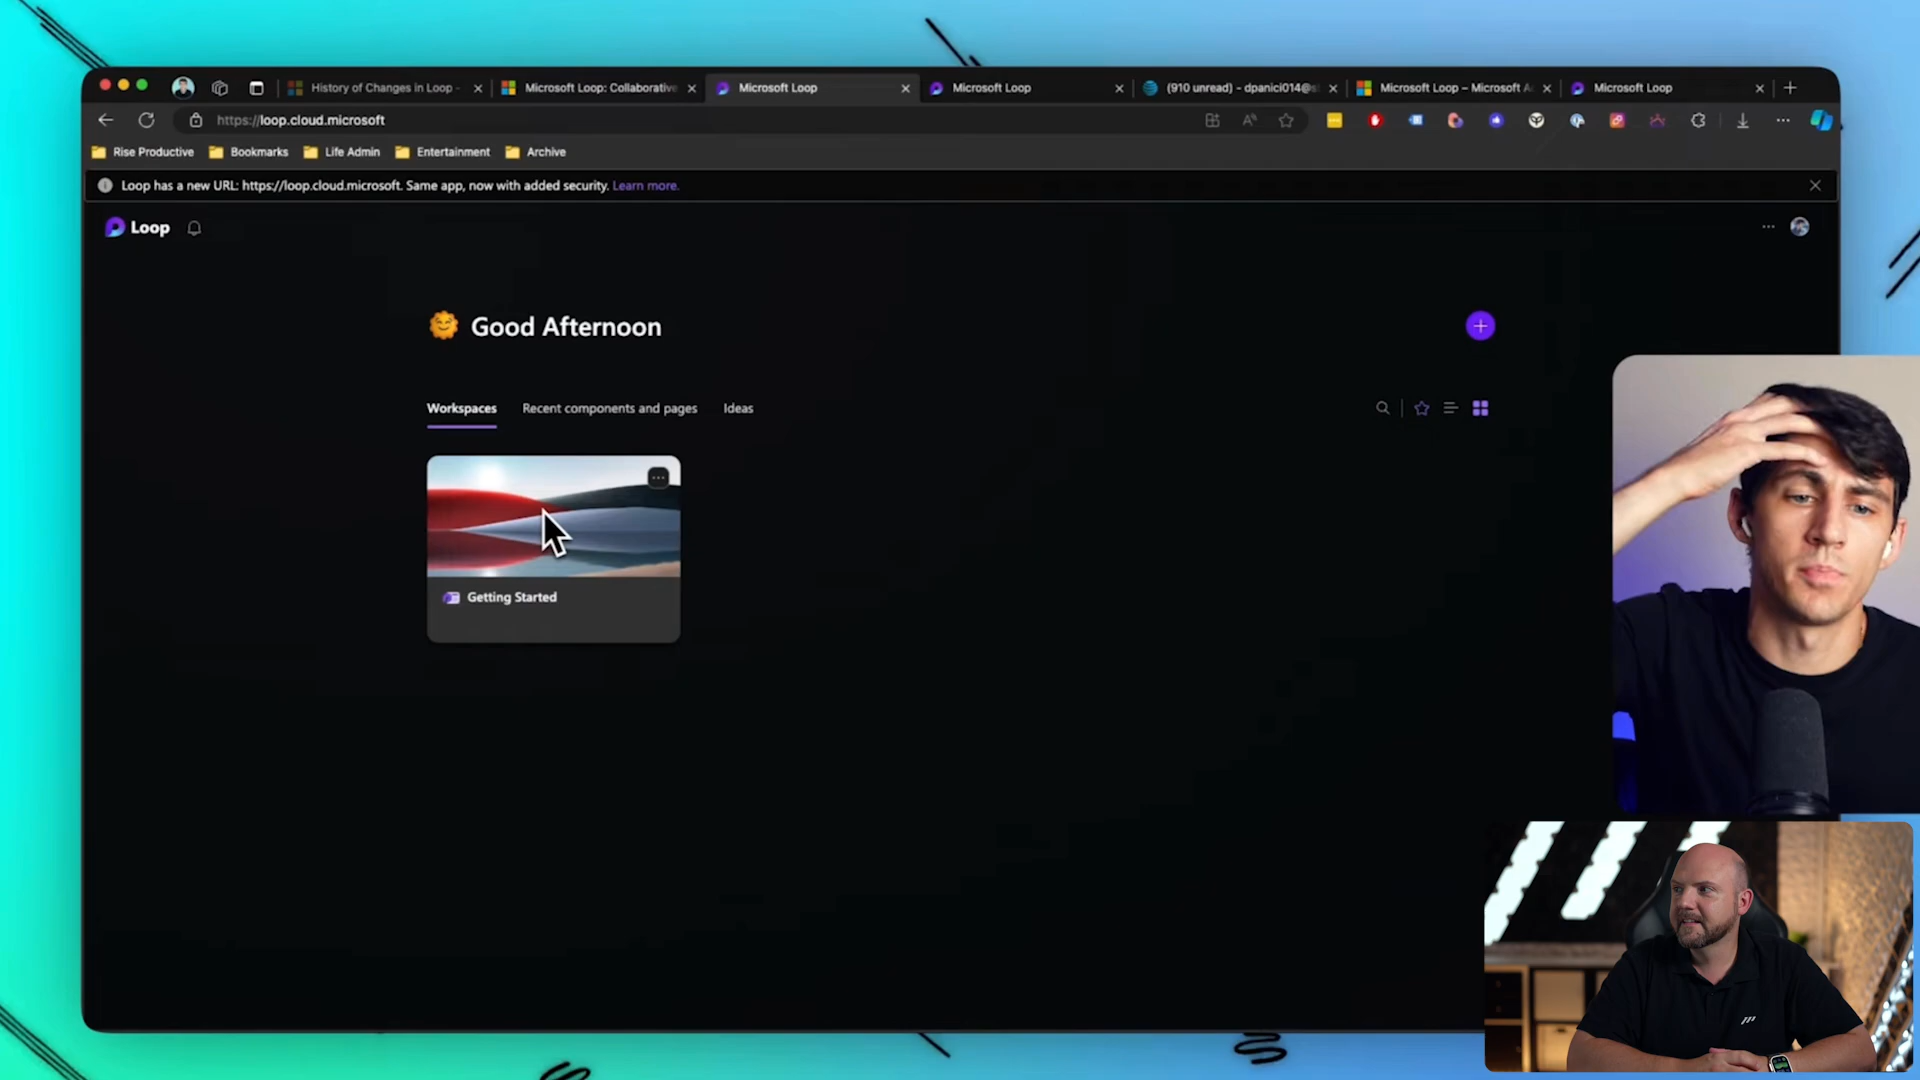 History of Changes in Loop -
Microsoft Loop: Collaborative
Microsoft Loop
Microsoft Loop
(910 unread) - dpanici014@
Microsoft Loop – Microsoft A
Microsoft Loop
https://loop.cloud.microsoft
Rise Productive
Bookmarks
Life Admin
Entertainment
Archive
Loop has a new URL: https://loop.cloud.microsoft. Same app, now with added security. Learn more.
Loop
Good Afternoon
Workspaces
Recent components and pages
Ideas
Getting Started